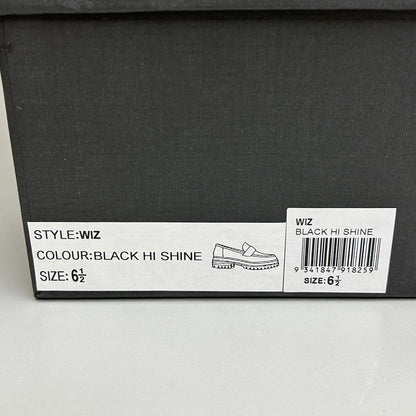 STYLE:WIZ
COLOUR:BLACK HI SHINE
SIZE: 6½
WIZ
BLACK HI SHINE
9 341847 918259
SIZE: 6½